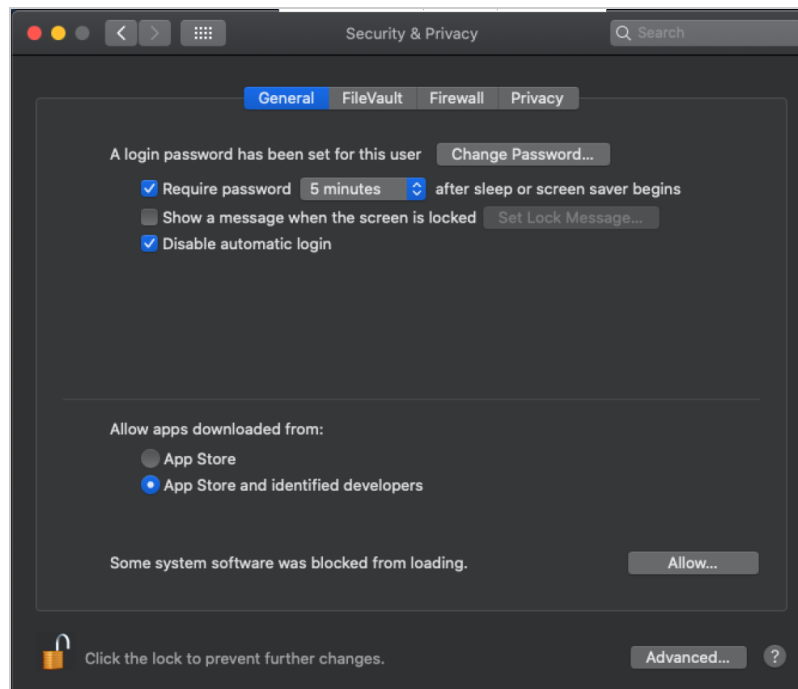 Security & Privacy
Search
General FileVault Firewall Privacy
A login password has been set for this user Change Password...
Require password 5 minutes after sleep or screen saver begins
Show a message when the screen is locked Set Lock Message...
Disable automatic login
Allow apps downloaded from:
App Store
App Store and identified developers
Some system software was blocked from loading. Allow...
Click the lock to prevent further changes. Advanced... ?